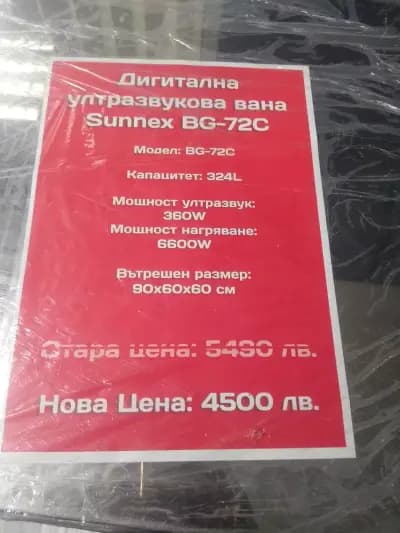 Дигитална
ултразвукова вана
Sunnex BG-72C
Модел: BG-72C
Капацитет: 324L
Мощност ултразвук:
360W
Мощност нагряване:
6600W
Вътрешен размер:
90x60x60 см
Стара цена: 5490 лв.
Нова Цена: 4500 лв.